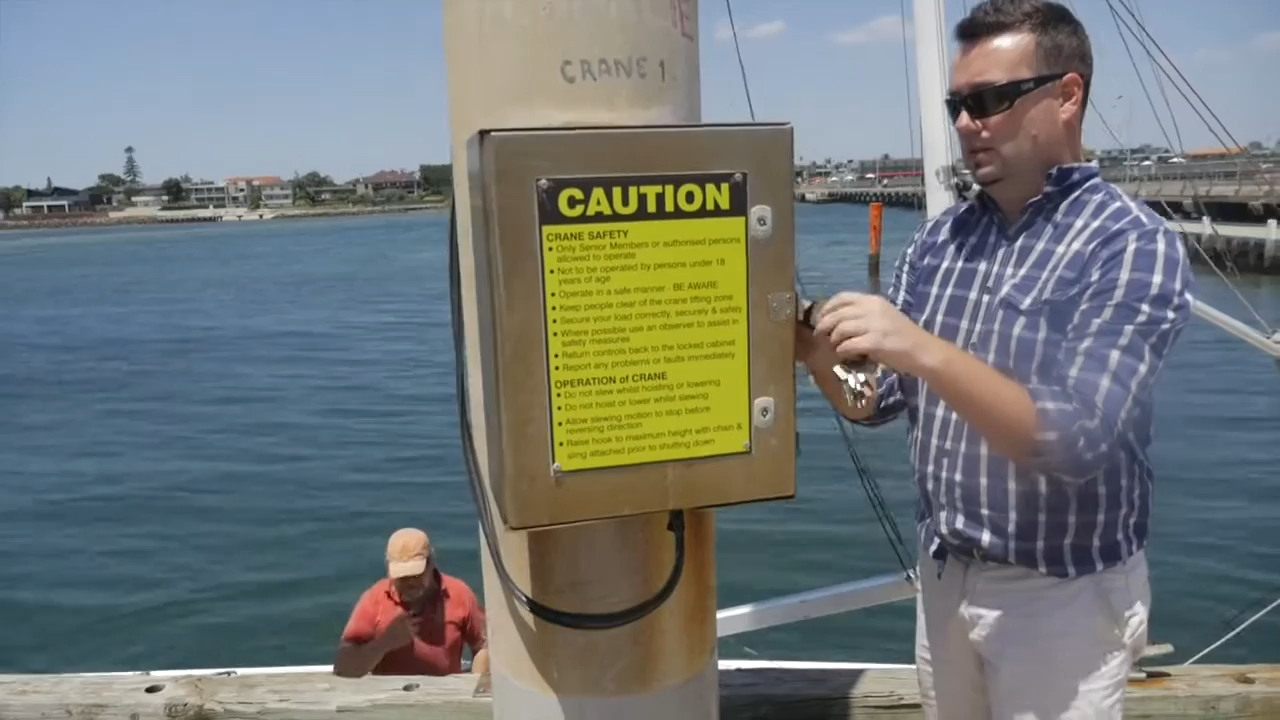 CRANE 1
CAUTION
CRANE SAFETY
• Only Senior Members or authorised persons
allowed to operate
• Not to be operated by persons under 18
years of age
• Operate in a safe manner - BE AWARE
• Keep people clear of the crane lifting zone
• Secure your load correctly, securely & safely
• Where possible use an observer to assist in
safety measures
• Return controls back to the locked cabinet
• Report any problems or faults immediately
OPERATION of CRANE
• Do not slew whilst hoisting or lowering
• Do not hoist or lower whilst slewing
• Allow slewing motion to stop before
reversing direction
• Raise hook to maximum height with chain &
sling attached prior to shutting down